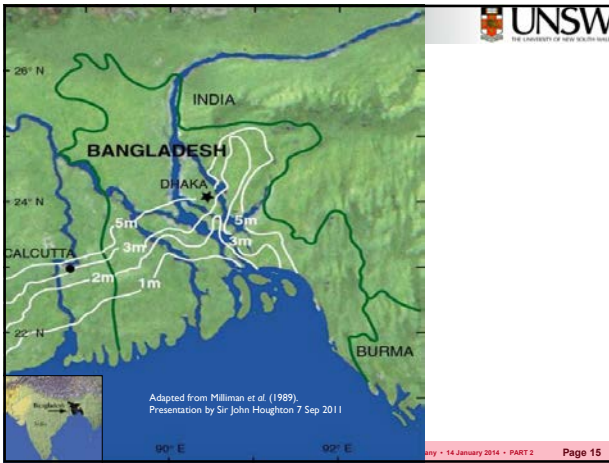 UNSW
THE UNIVERSITY OF NEW SOUTH WALES
26° N
INDIA
BANGLADESH
DHAKA
24° N
5m
5m
3m
3m
CALCUTTA
2m
1m
22° N
BURMA
Bangladesh
India
Adapted from Milliman et al. (1989).
Presentation by Sir John Houghton 7 Sep 2011
90° E
92° E
any • 14 January 2014 • PART 2
Page 15